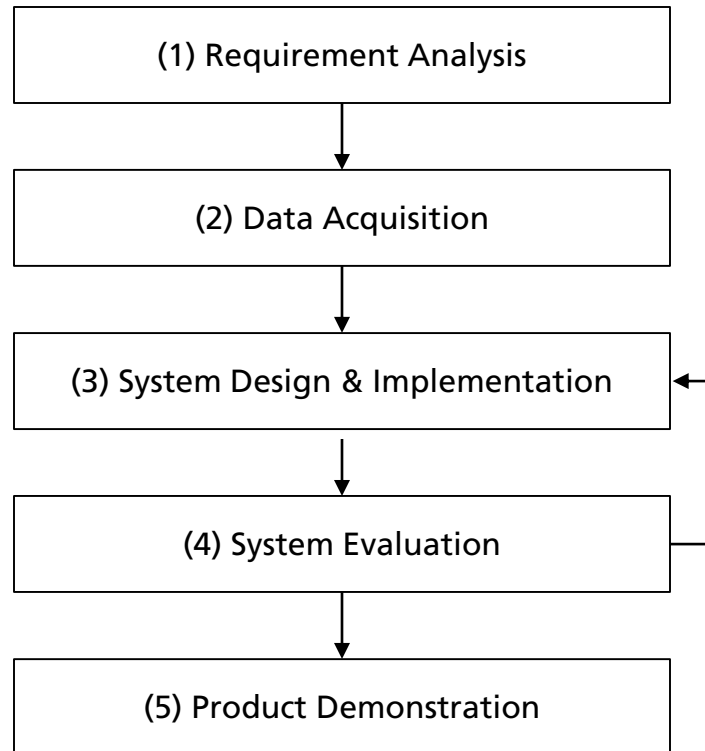 (1) Requirement Analysis
(2) Data Acquisition
(3) System Design & Implementation
(4) System Evaluation
(5) Product Demonstration